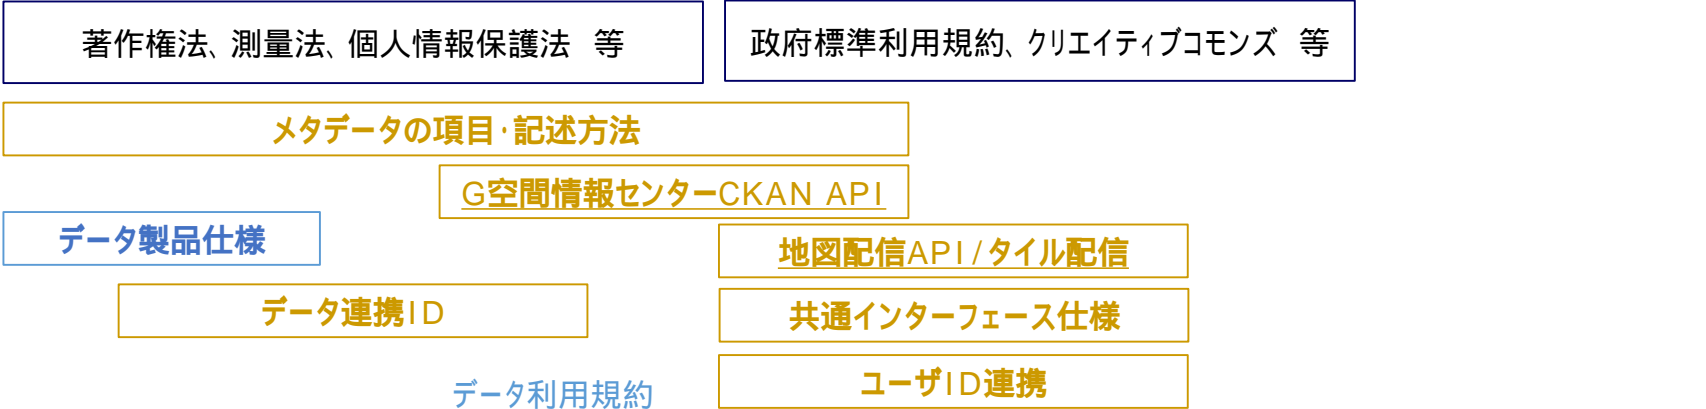 著作権法、測量法、個人情報保護法　等
政府標準利用規約、クリエイティブコモンズ　等
メタデータの項目・記述方法
G空間情報センターCKAN API
データ製品仕様
地図配信API/タイル配信
データ連携ID
共通インターフェース仕様
ユーザID連携
データ利用規約